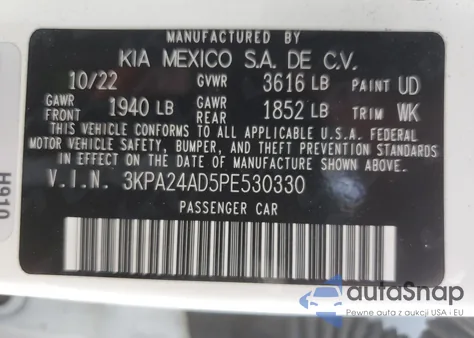 MANUFACTURED BY
KIA MEXICO S.A. DE C.V.
10/22 GVWR 3616 LB PAINT UD
GAWR FRONT 1940 LB GAWR REAR 1852 LB TRIM WK
THIS VEHICLE CONFORMS TO ALL APPLICABLE U.S.A. FEDERAL
MOTOR VEHICLE SAFETY, BUMPER, AND THEFT PREVENTION STANDARDS
IN EFFECT ON THE DATE OF MANUFACTURE SHOWN ABOVE.
V.I.N. 3KPA24AD5PE530330
PASSENGER CAR
H910
autoSnap
Pewne auta z aukcji USA - EU